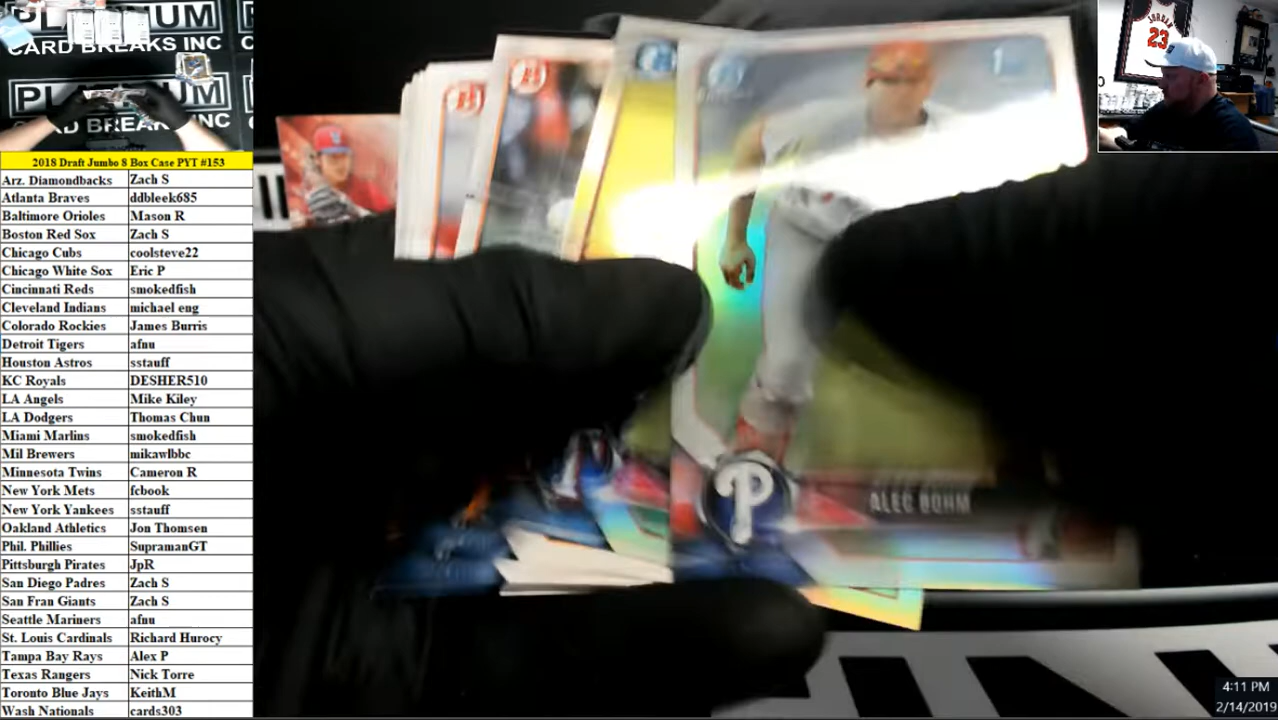 PLATINUM
CARD BREAKS INC
PLATINUM
CARD BREAKS INC
2018 Draft Jumbo 8 Box Case PYT #153
Arz. Diamondbacks Zach S
Atlanta Braves ddbleek685
Baltimore Orioles Mason R
Boston Red Sox Zach S
Chicago Cubs coolsteve22
Chicago White Sox Eric P
Cincinnati Reds smokedfish
Cleveland Indians michael eng
Colorado Rockies James Burris
Detroit Tigers afnu
Houston Astros sstauff
KC Royals DESHER510
LA Angels Mike Kiley
LA Dodgers Thomas Chun
Miami Marlins smokedfish
Mil Brewers mikawlbbc
Minnesota Twins Cameron R
New York Mets fcbook
New York Yankees sstauff
Oakland Athletics Jon Thomsen
Phil. Phillies SupramanGT
Pittsburgh Pirates JpR
San Diego Padres Zach S
San Fran Giants Zach S
Seattle Mariners afnu
St. Louis Cardinals Richard Hurocy
Tampa Bay Rays Alex P
Texas Rangers Nick Torre
Toronto Blue Jays KeithM
Wash Nationals cards303
B
B
B
B
1
P
ALEC BOHM
JORDAN
23
4:11 PM
2/14/2019